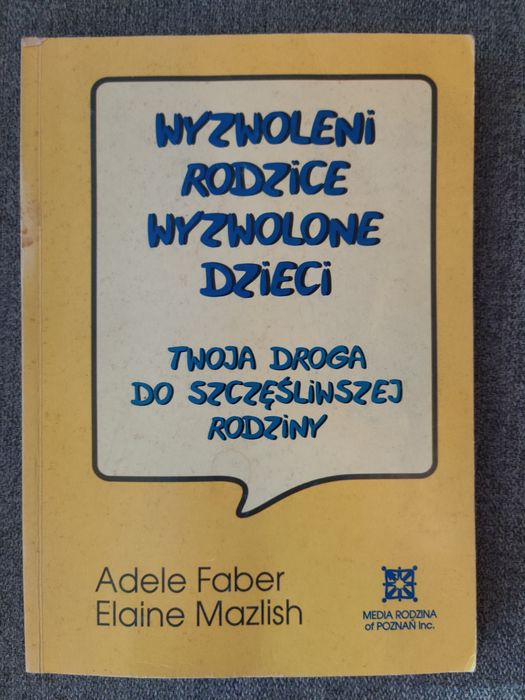 WYZWOLENI
RODZICE
WYZWOLONE
DZIECI
TWOJA DROGA
DO SZCZĘŚLIWSZEJ
RODZINY
Adele Faber
Elaine Mazlish
MEDIA RODZINA
of POZNAŃ Inc.